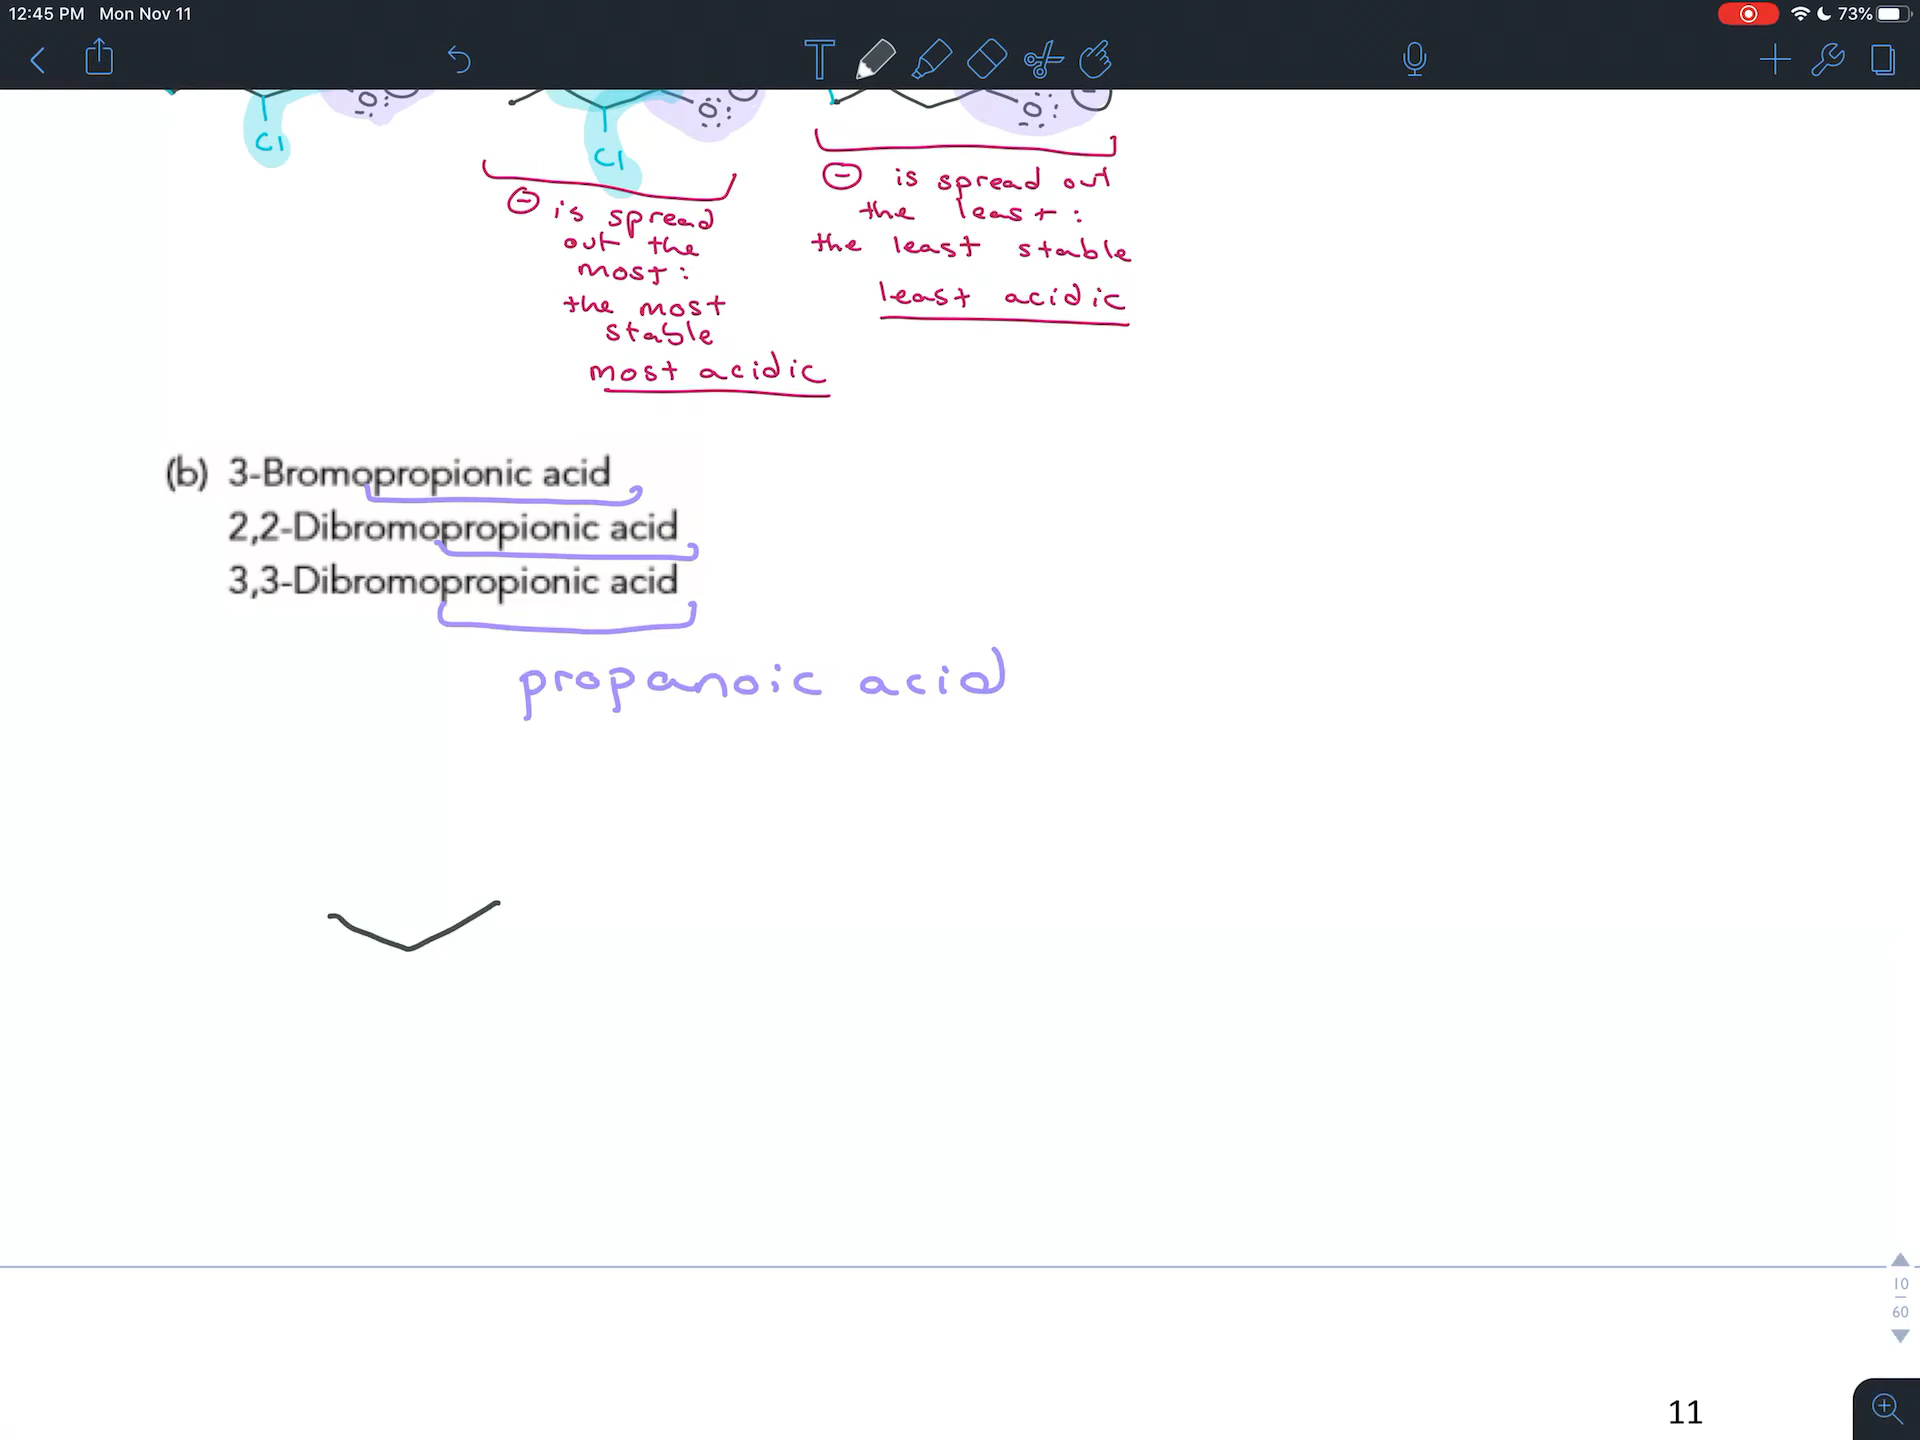 12:45 PM Mon Nov 11
73%
T
O
O
O
Cl
Cl
⊖ is spread
out the
most:
the most
stable
most acidic
⊖ is spread out
the least:
the least stable
least acidic
(b) 3-Bromopropionic acid
2,2-Dibromopropionic acid
3,3-Dibromopropionic acid
propanoic acid
10
60
11